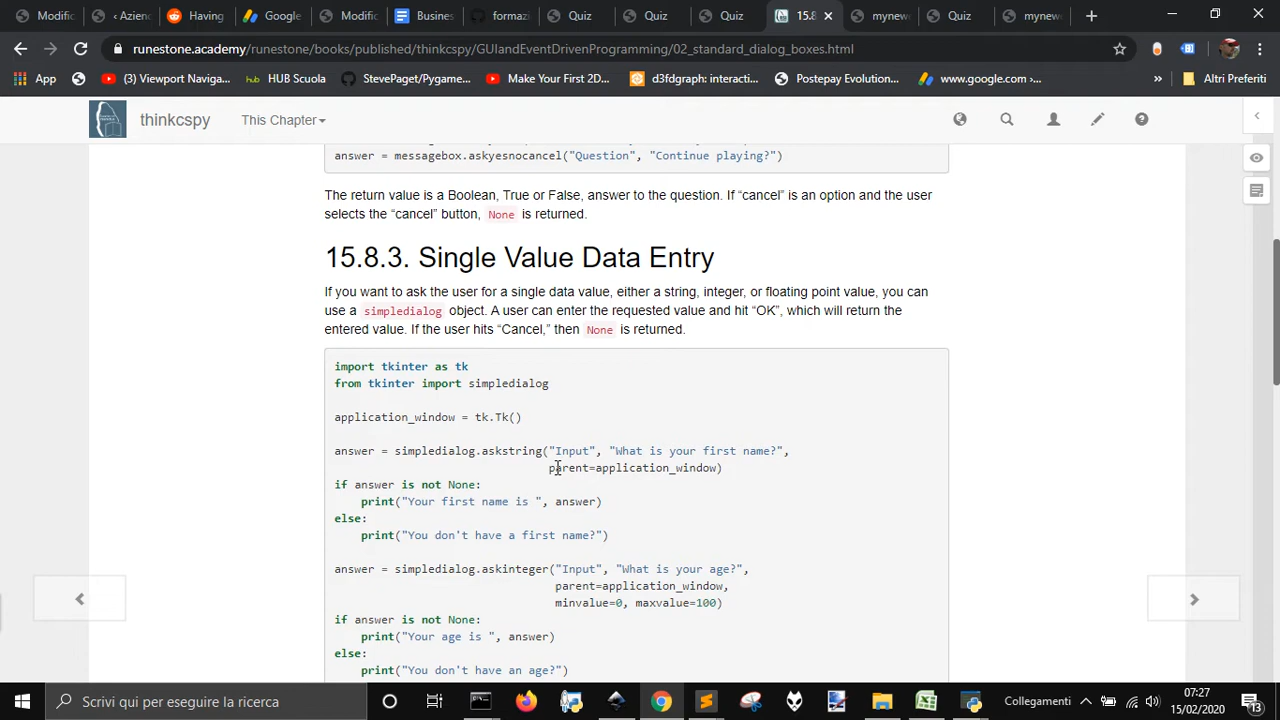 Modific
‹ Azienc
Having
Google
Modific
Busines
formazi
Quiz
Quiz
Quiz
15.8
mynew
Quiz
mynew
runestone.academy/runestone/books/published/thinkcspy/GUIandEventDrivenProgramming/02_standard_dialog_boxes.html
App
(3) Viewport Naviga...
HUB Scuola
StevePaget/Pygame...
Make Your First 2D...
d3fdgraph: interacti...
Postepay Evolution...
www.google.com ›...
»
Altri Preferiti
thinkcspy
This Chapter
answer = messagebox.askyesnocancel("Question", "Continue playing?")
The return value is a Boolean, True or False, answer to the question. If “cancel” is an option and the user
selects the “cancel” button, None is returned.
15.8.3. Single Value Data Entry
If you want to ask the user for a single data value, either a string, integer, or floating point value, you can
use a simpledialog object. A user can enter the requested value and hit “OK”, which will return the
entered value. If the user hits “Cancel,” then None is returned.
import tkinter as tk
from tkinter import simpledialog
application_window = tk.Tk()
answer = simpledialog.askstring("Input", "What is your first name?",
parent=application_window)
if answer is not None:
print("Your first name is ", answer)
else:
print("You don't have a first name?")
answer = simpledialog.askinteger("Input", "What is your age?",
parent=application_window,
minvalue=0, maxvalue=100)
if answer is not None:
print("Your age is ", answer)
else:
print("You don't have an age?")
Scrivi qui per eseguire la ricerca
Collegamenti
07:27
15/02/2020
13